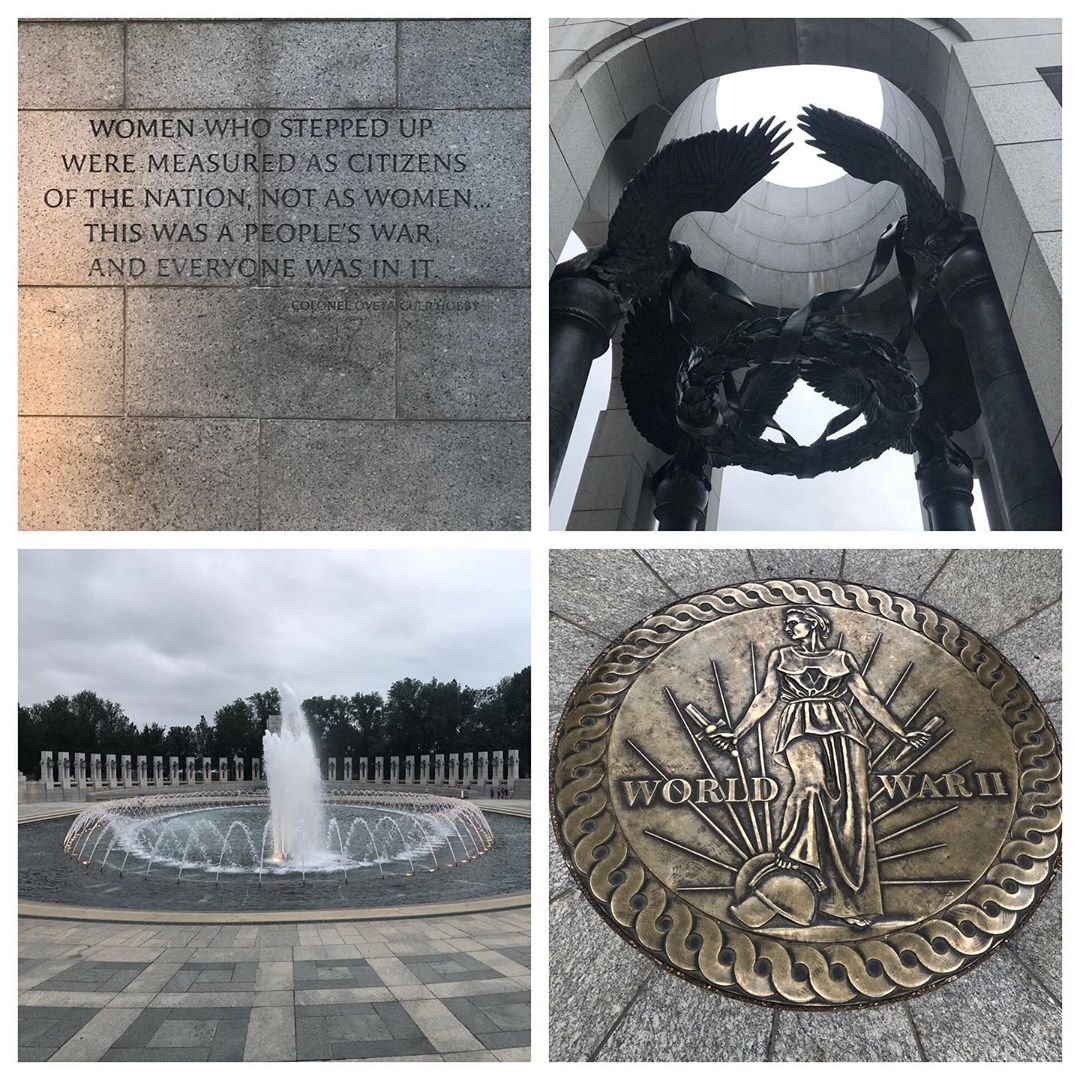 WOMEN WHO STEPPED UP
WERE MEASURED AS CITIZENS
OF THE NATION, NOT AS WOMEN...
THIS WAS A PEOPLE'S WAR,
AND EVERYONE WAS IN IT.
COLONEL OVETA CULP HOBBY
WORLD WAR II